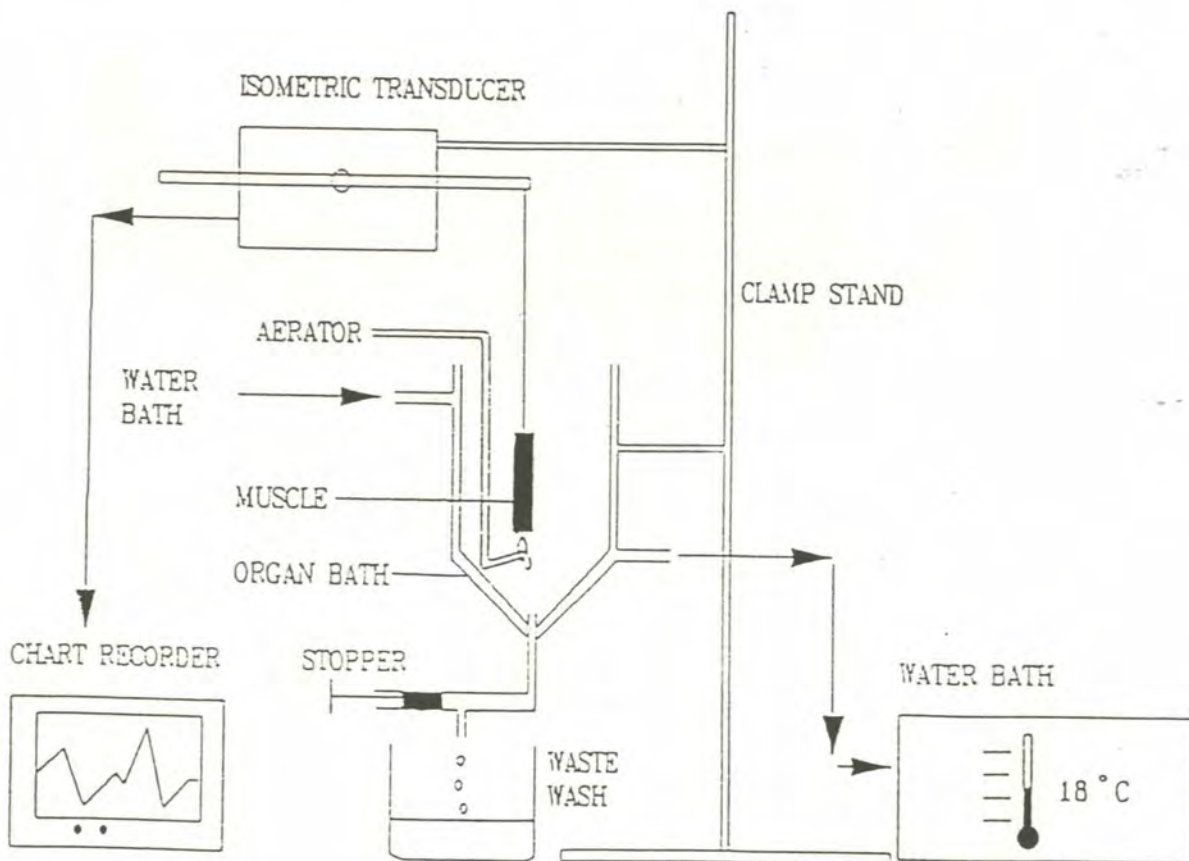 ISOMETRIC TRANSDUCER
CLAMP STAND
AERATOR
WATER
BATH
MUSCLE
ORGAN BATH
CHART RECORDER
STOPPER
WATER BATH
WASTE
WASH
18°C